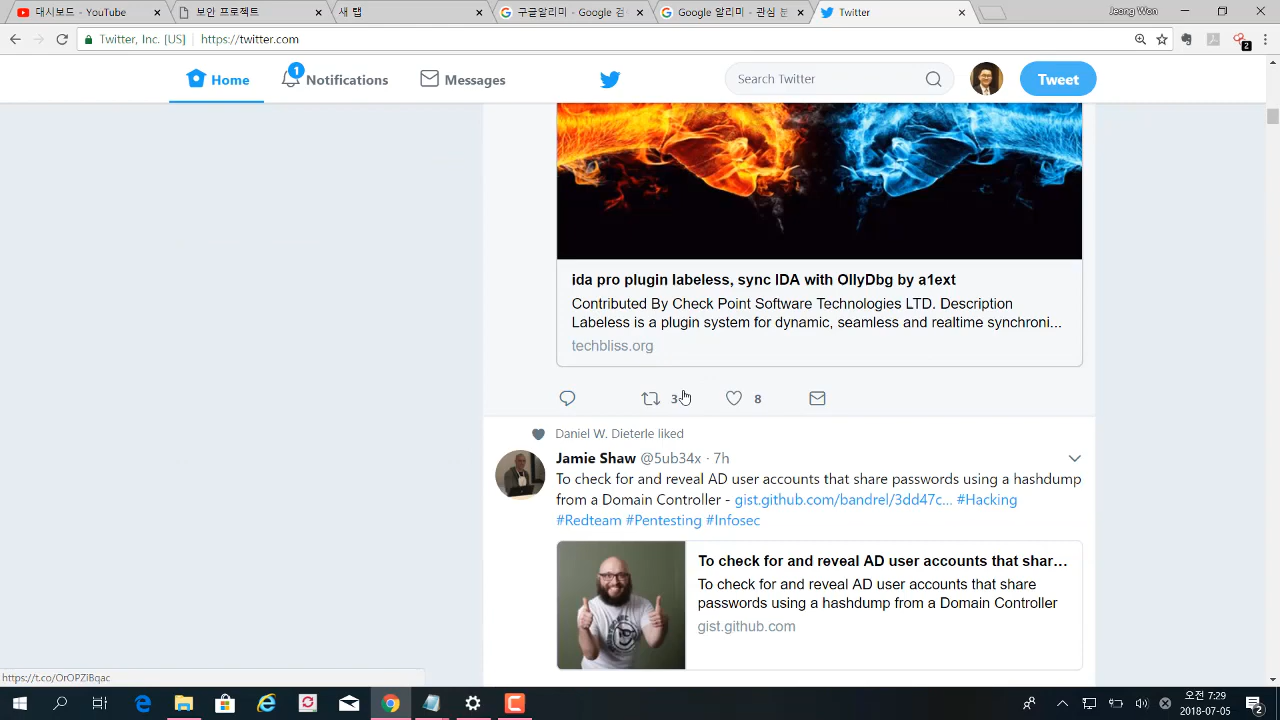 대시보드 - YouTube
보인 프로젝트
새 탭
구글알리미 - Google 검
Google 알리미 - 관심 분
Twitter
Jeong Won
Twitter, Inc. [US]
https://twitter.com
2
Home
1
Notifications
Messages
Search Twitter
Tweet
ida pro plugin labeless, sync IDA with OllyDbg by a1ext
Contributed By Check Point Software Technologies LTD. Description
Labeless is a plugin system for dynamic, seamless and realtime synchroni...
techbliss.org
8
Daniel W. Dieterle liked
Jamie Shaw @5ub34x · 7h
To check for and reveal AD user accounts that share passwords using a hashdump
from a Domain Controller - gist.github.com/bandrel/3dd47c... #Hacking
#Redteam #Pentesting #Infosec
To check for and reveal AD user accounts that shar...
To check for and reveal AD user accounts that share
passwords using a hashdump from a Domain Controller
gist.github.com
https://t.co/OrOPZiBqac
오전 7:29
2018-07-05
2